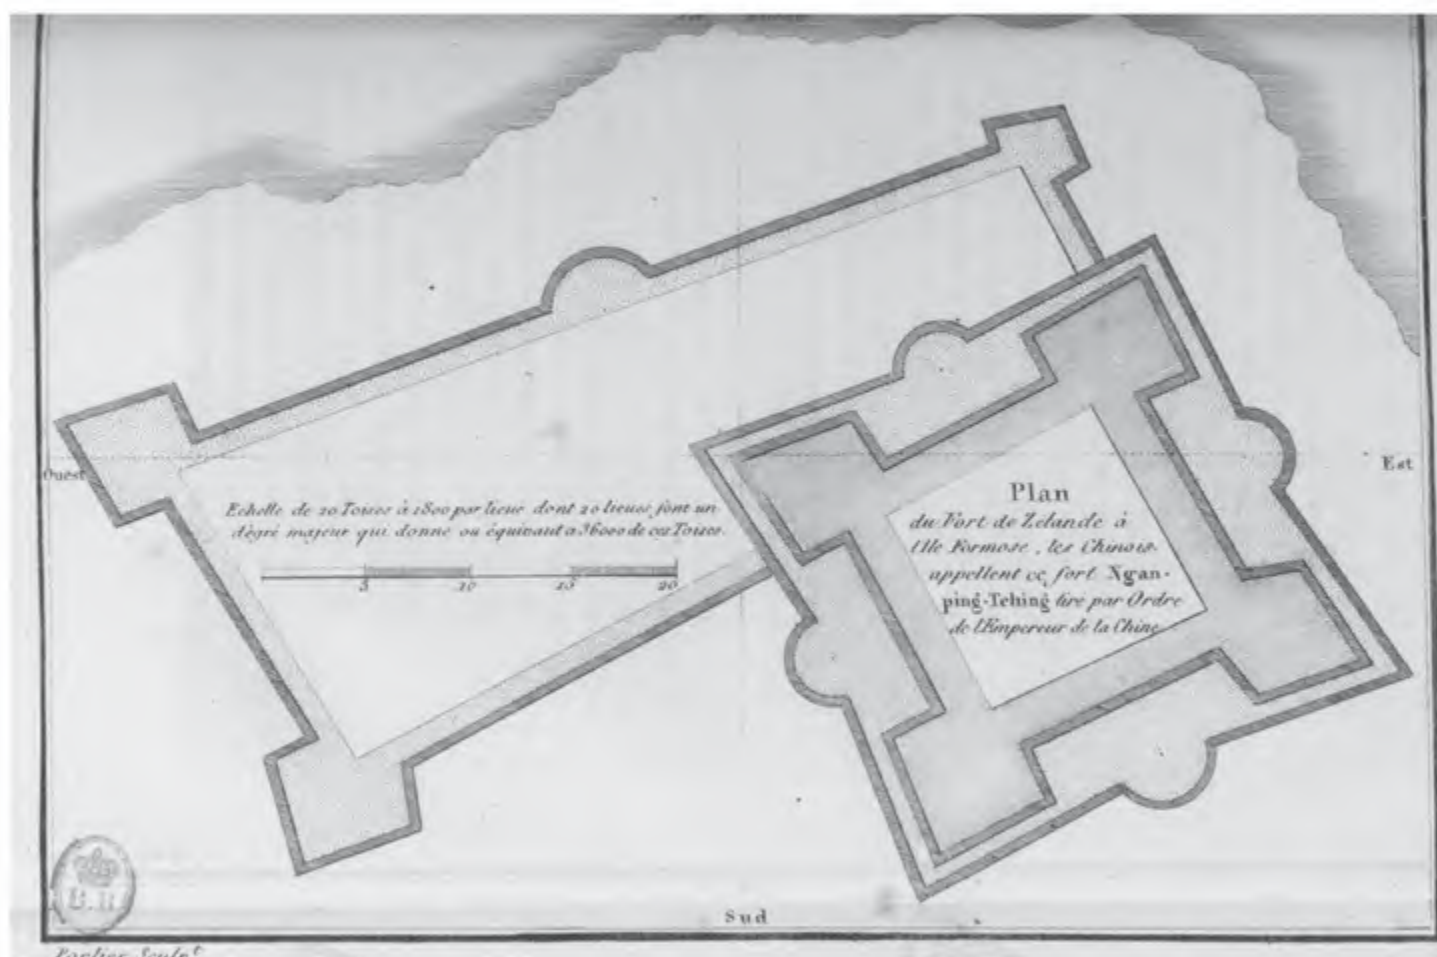 Ouest
Est
Echelle de 20 Toises à 1800 par lieue dont 20 lieues font un
dégré majeur qui donne ou équivaut a 36000 de ces Toises.
5 10 15 20
Plan
du Fort de Zelande à
l'Ile Formose, les Chinois
appellent ce fort Ngan-
ping-Tching tiré par Ordre
de l'Empereur de la Chine
B.R
Sud
Sculpt